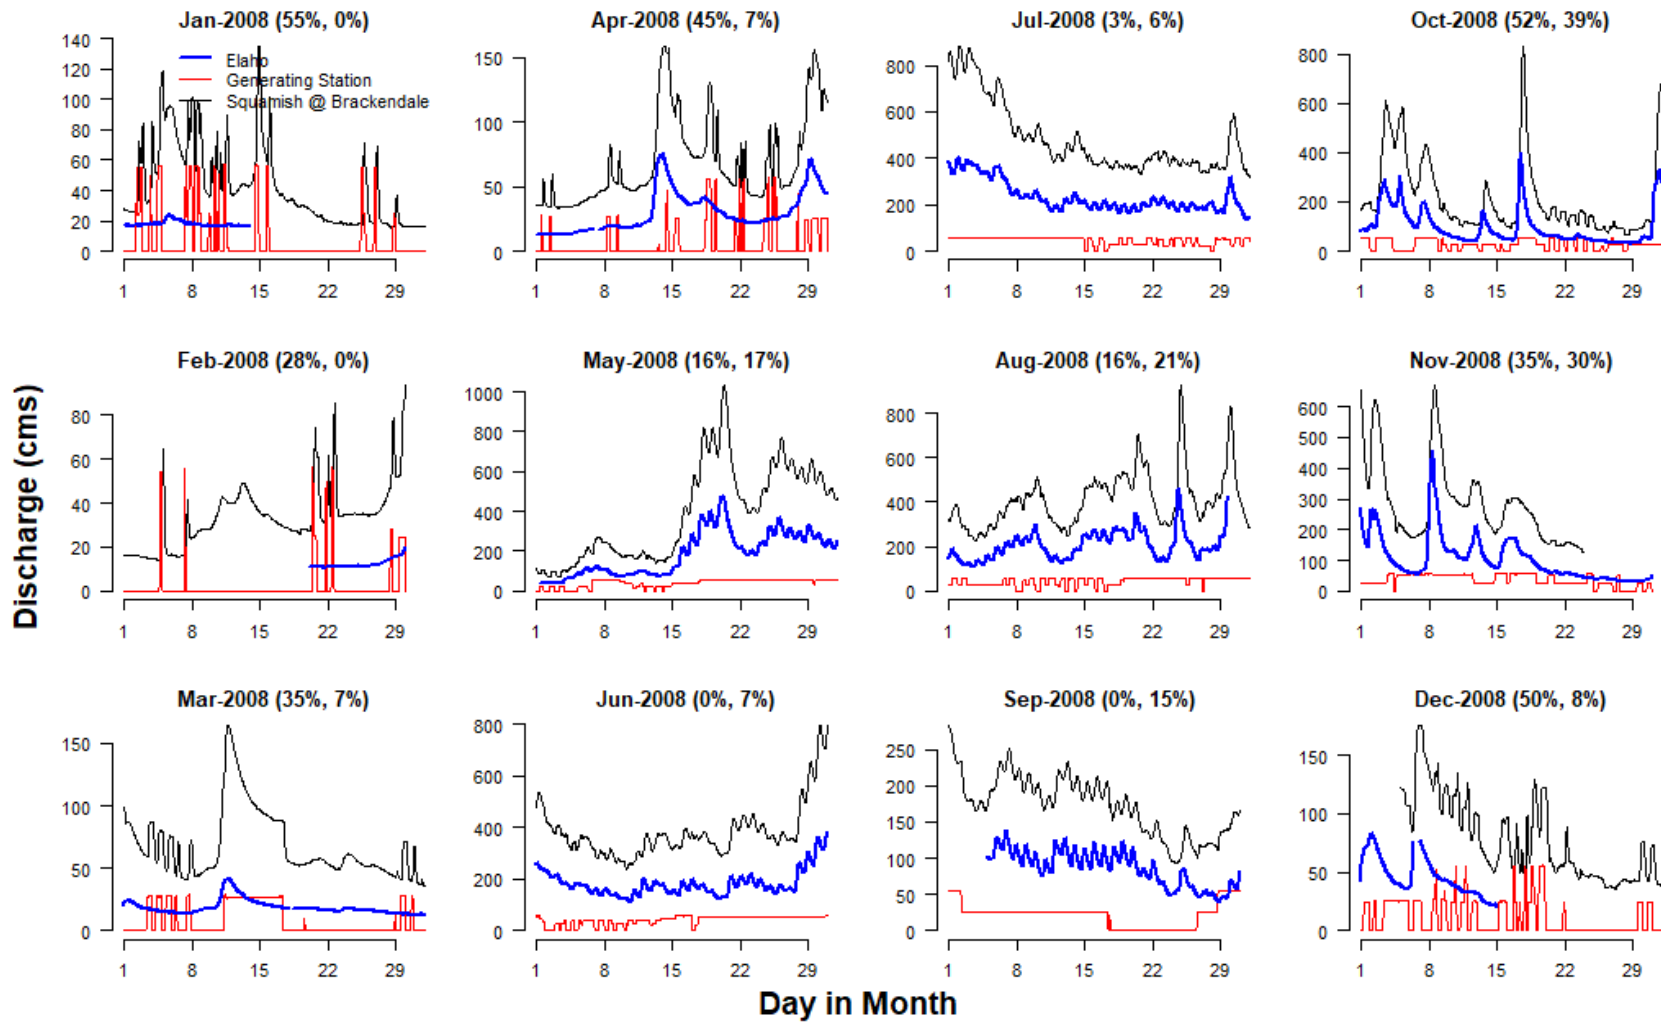 Jan-2008 (55%, 0%)
Apr-2008 (45%, 7%)
Jul-2008 (3%, 6%)
Oct-2008 (52%, 39%)
140
120
100
80
60
40
20
0
Elaho
Generating Station
Squamish @ Brackendale
1 8 15 22 29
150
100
50
0
1 8 15 22 29
800
600
400
200
0
1 8 15 22 29
800
600
400
200
0
1 8 15 22 29
Feb-2008 (28%, 0%)
May-2008 (16%, 17%)
Aug-2008 (16%, 21%)
Nov-2008 (35%, 30%)
Discharge (cms)
80
60
40
20
0
1 8 15 22 29
1000
800
600
400
200
0
1 8 15 22 29
800
600
400
200
0
1 8 15 22 29
600
500
400
300
200
100
0
1 8 15 22 29
Mar-2008 (35%, 7%)
Jun-2008 (0%, 7%)
Sep-2008 (0%, 15%)
Dec-2008 (50%, 8%)
150
100
50
0
1 8 15 22 29
800
600
400
200
0
1 8 15 22 29
250
200
150
100
50
0
1 8 15 22 29
150
100
50
0
1 8 15 22 29
Day in Month